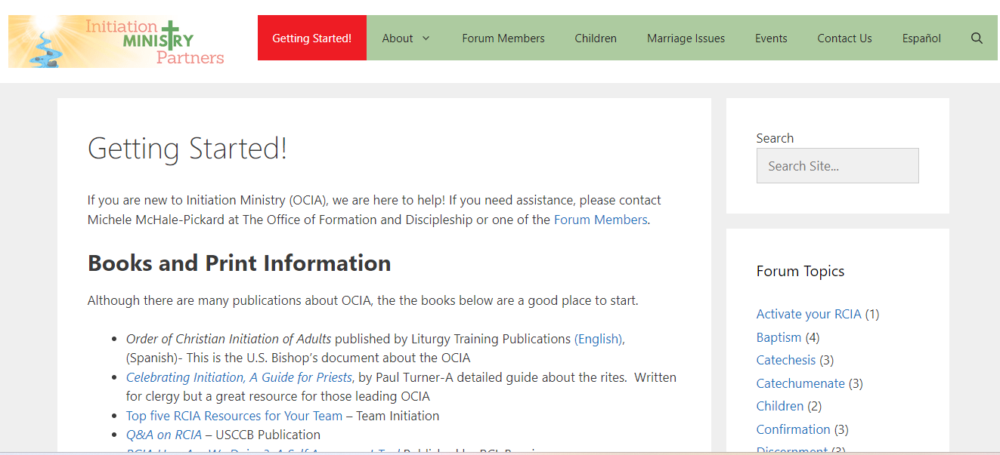 Initiation
MINISTRY
Partners
Getting Started!
About
Forum Members
Children
Marriage Issues
Events
Contact Us
Español
Getting Started!
If you are new to Initiation Ministry (OCIA), we are here to help! If you need assistance, please contact
Michele McHale-Pickard at The Office of Formation and Discipleship or one of the Forum Members.
Books and Print Information
Although there are many publications about OCIA, the the books below are a good place to start.
• Order of Christian Initiation of Adults published by Liturgy Training Publications (English),
(Spanish)- This is the U.S. Bishop’s document about the OCIA
• Celebrating Initiation, A Guide for Priests, by Paul Turner-A detailed guide about the rites.  Written
for clergy but a great resource for those leading OCIA
• Top five RCIA Resources for Your Team – Team Initiation
• Q&A on RCIA – USCCB Publication
Search
Search Site...
Forum Topics
Activate your RCIA (1)
Baptism (4)
Catechesis (3)
Catechumenate (3)
Children (2)
Confirmation (3)
Discernment (3)